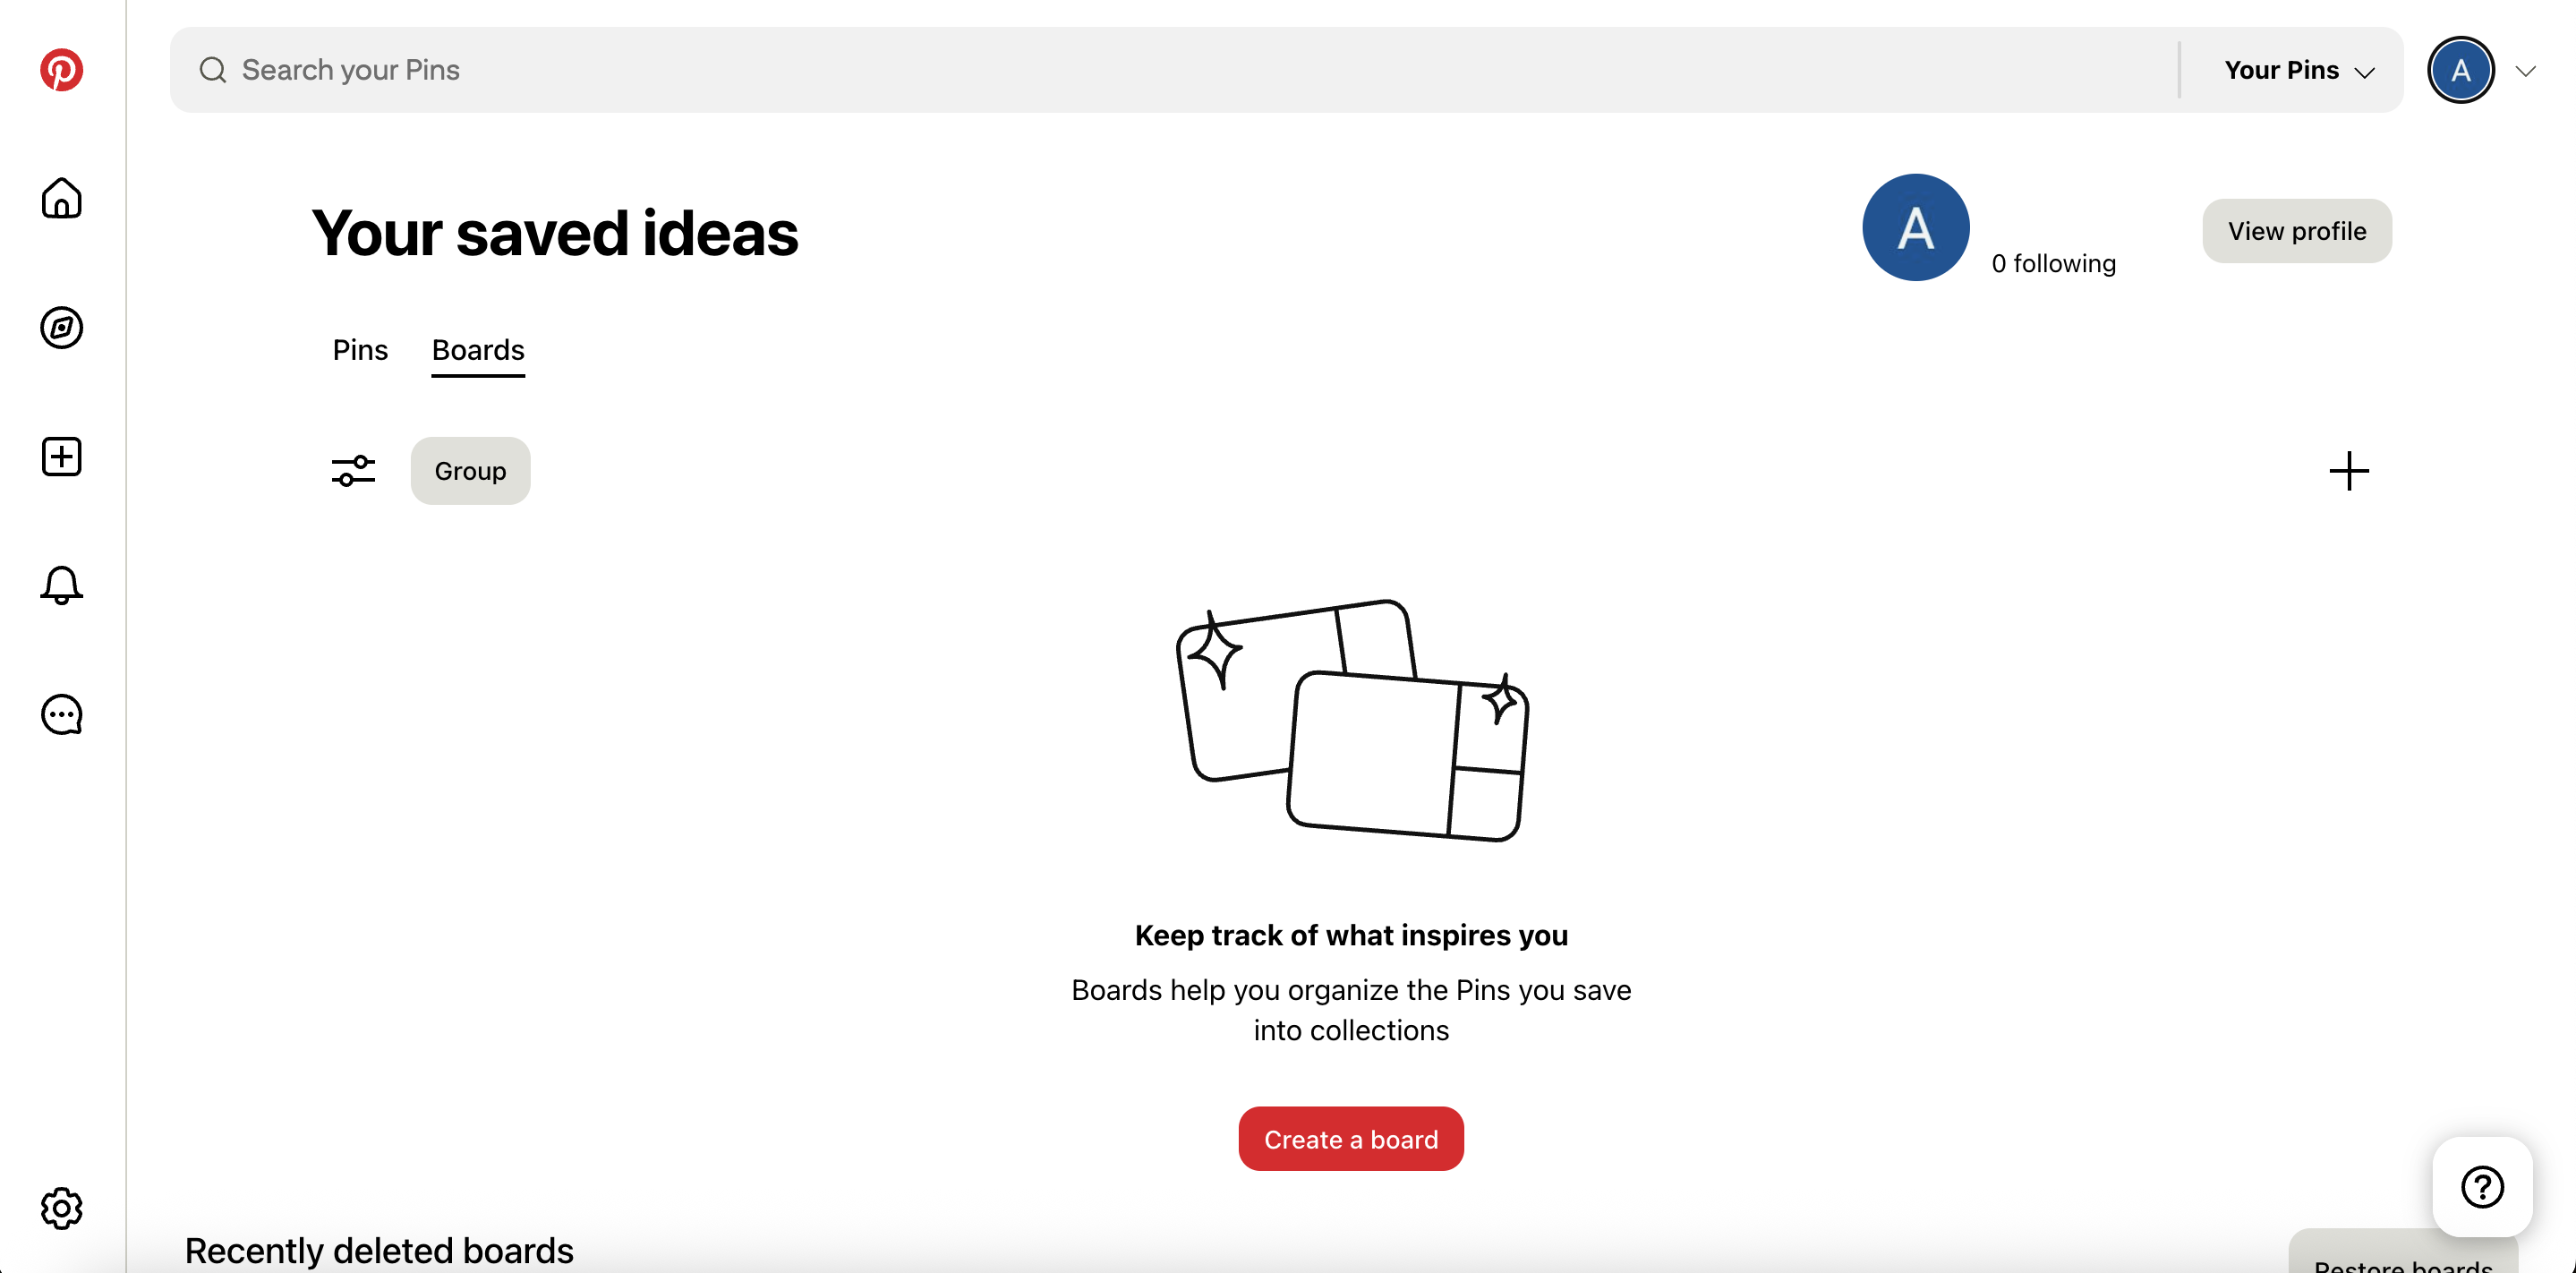 Search your Pins
Your Pins
A
Your saved ideas
A
0 following
View profile
Pins
Boards
Group
Keep track of what inspires you
Boards help you organize the Pins you save
into collections
Create a board
?
Recently deleted boards
Restore boards